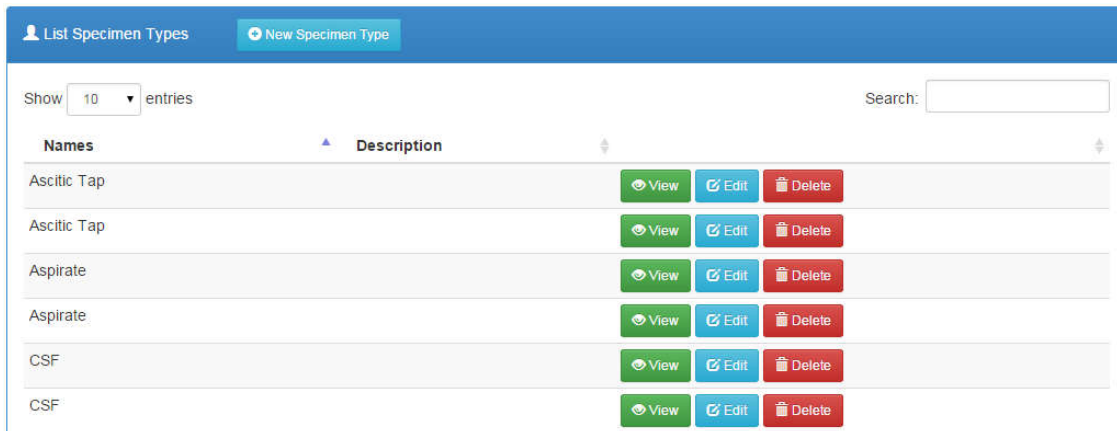 List Specimen Types New Specimen Type
Show 10 entries Search:
Names Description
Ascitic Tap View Edit Delete
Ascitic Tap View Edit Delete
Aspirate View Edit Delete
Aspirate View Edit Delete
CSF View Edit Delete
CSF View Edit Delete